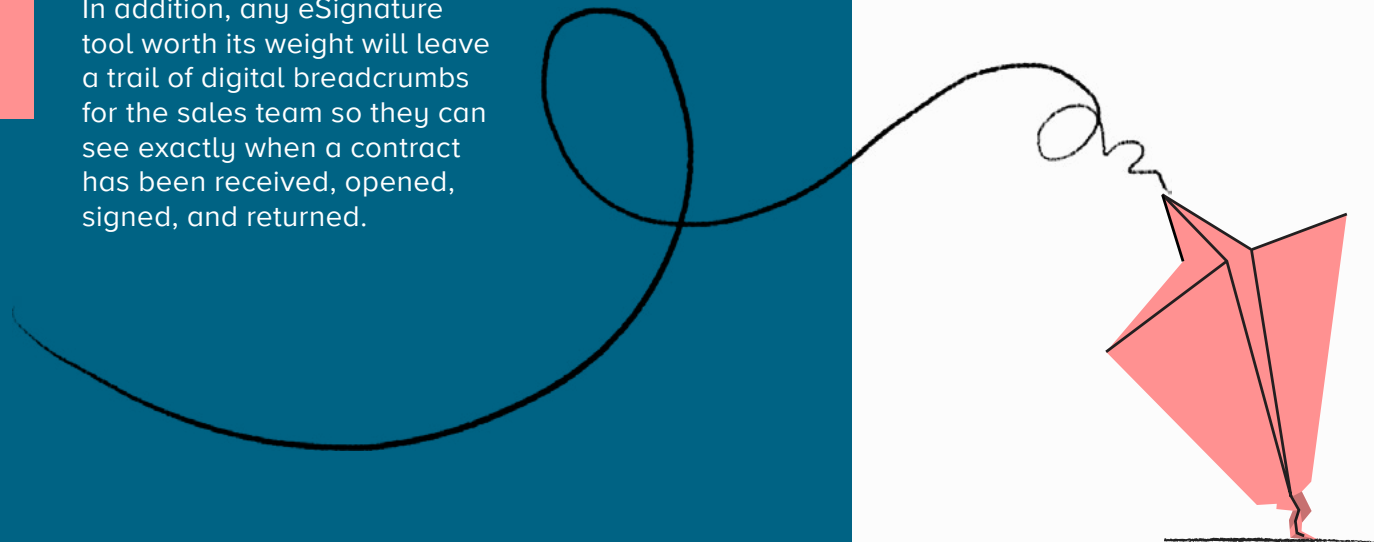 In addition, any eSignature
tool worth its weight will leave
a trail of digital breadcrumbs
for the sales team so they can
see exactly when a contract
has been received, opened,
signed, and returned.